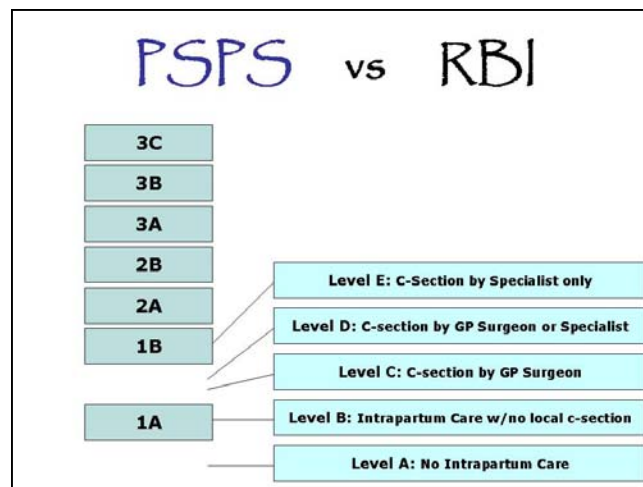 PSPS vs RBI
3C
3B
3A
2B
2A
1B
1A
Level E: C-Section by Specialist only
Level D: C-section by GP Surgeon or Specialist
Level C: C-section by GP Surgeon
Level B: Intrapartum Care w/no local c-section
Level A: No Intrapartum Care